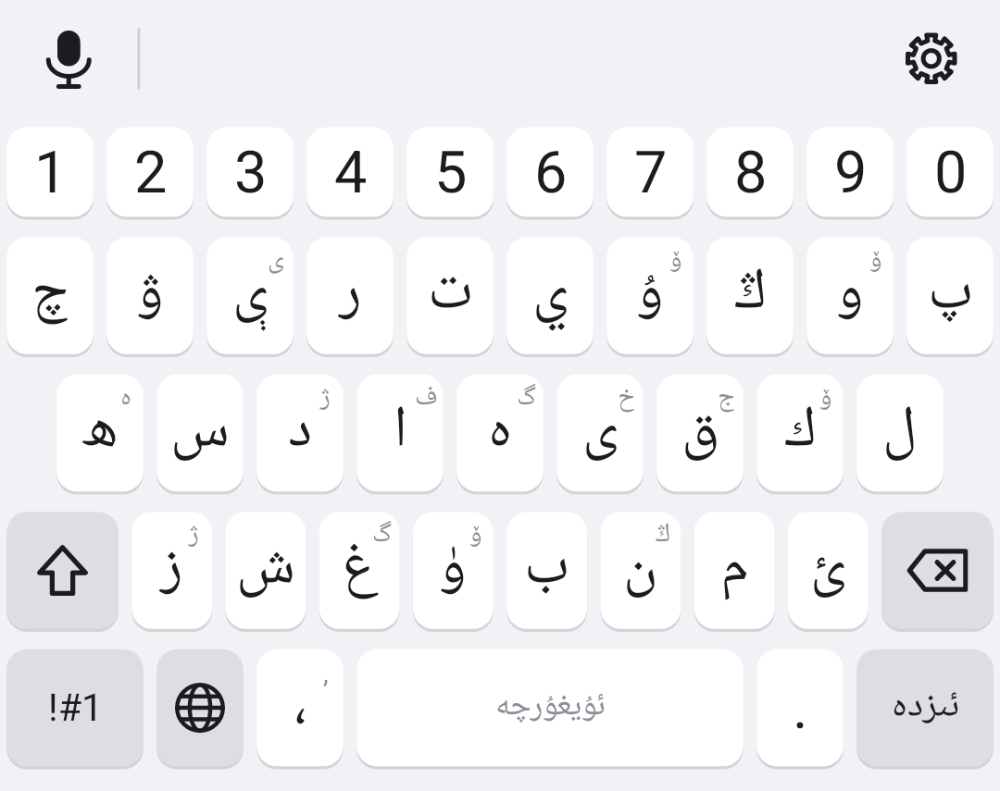 1 2 3 4 5 6 7 8 9 0
چ ۋ ې ى ر ت ي ۇ ۆ ڭ و ۆ پ
ھ ە س د ژ ا ف ە گ ى خ ق ج ك ۆ ل
ز ژ ش غ گ ۈ ۆ ب ن ڭ م ئ
!#1 ، ’ ئۇيغۇرچە . ئىزدە